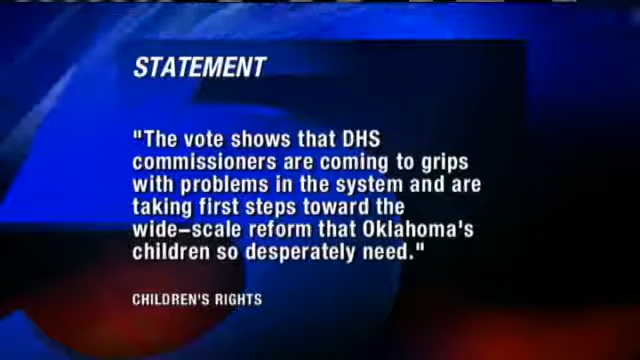 STATEMENT
"The vote shows that DHS
commissioners are coming to grips
with problems in the system and are
taking first steps toward the
wide–scale reform that Oklahoma's
children so desperately need."
CHILDREN'S RIGHTS